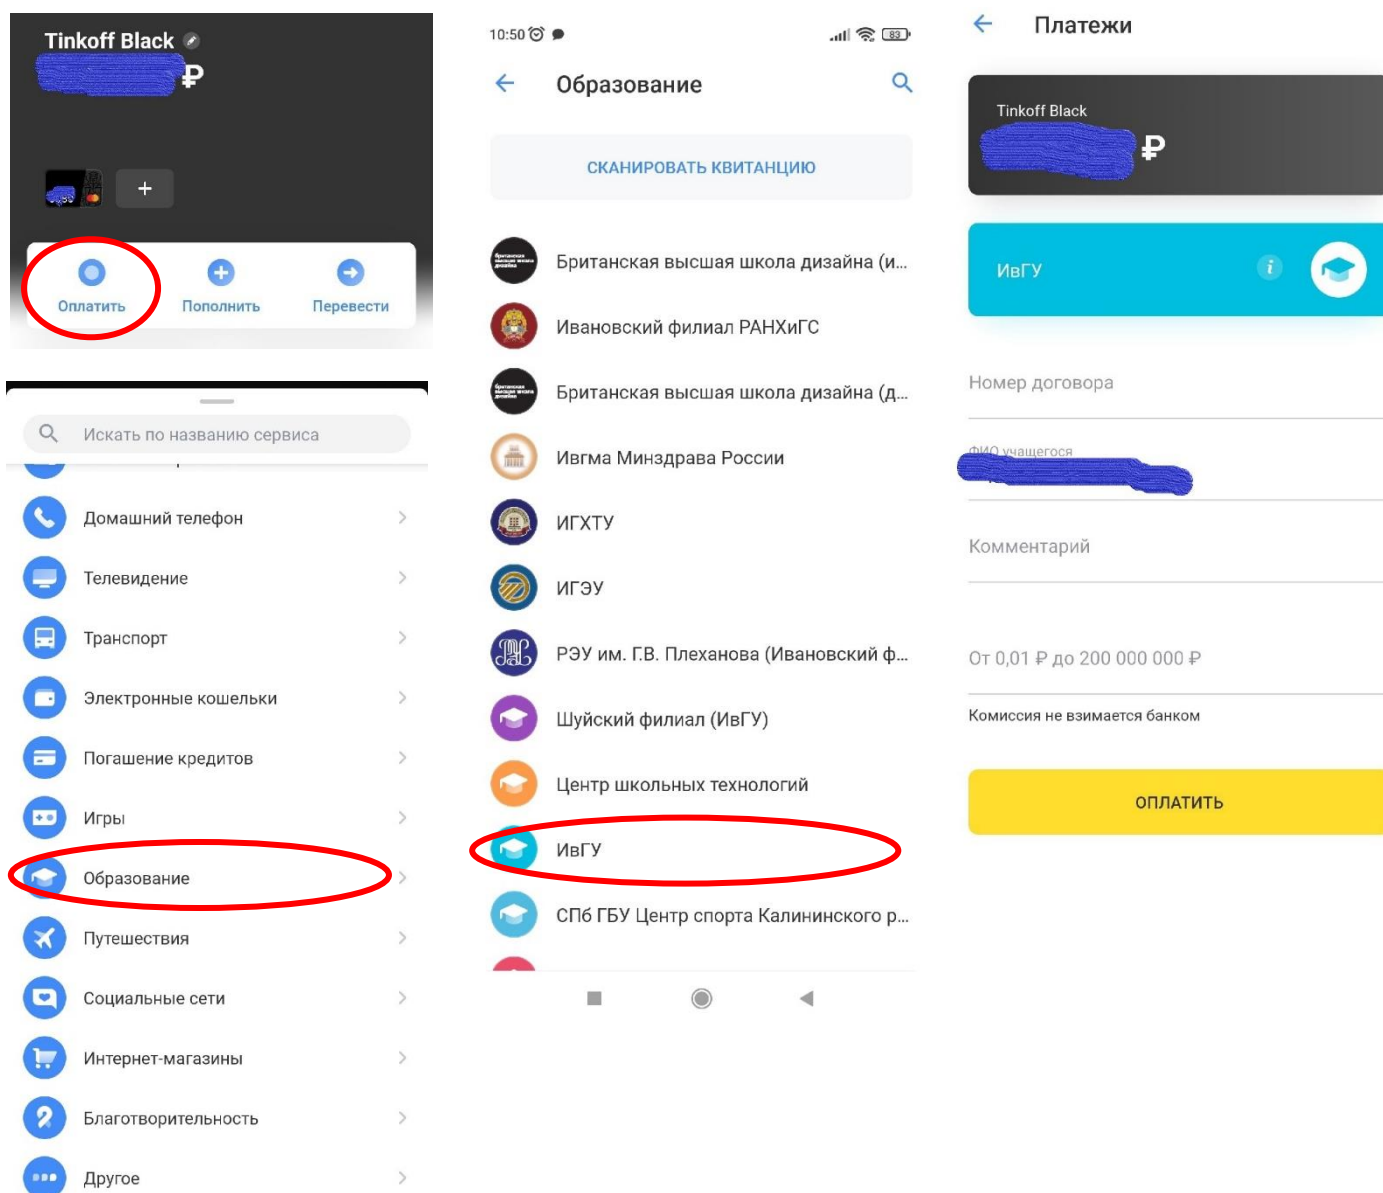 Tinkoff Black
₽
+
Оплатить
Пополнить
Перевести
Искать по названию сервиса
Домашний телефон
Телевидение
Транспорт
Электронные кошельки
Погашение кредитов
Игры
Образование
Путешествия
Социальные сети
Интернет-магазины
Благотворительность
Другое
10:50
83
Образование
СКАНИРОВАТЬ КВИТАНЦИЮ
Британская высшая школа дизайна (и...
Ивановский филиал РАНХиГС
Британская высшая школа дизайна (д...
Ивгма Минздрава России
ИГХТУ
ИГЭУ
РЭУ им. Г.В. Плеханова (Ивановский ф...
Шуйский филиал (ИвГУ)
Центр школьных технологий
ИвГУ
СПб ГБУ Центр спорта Калининского р...
Платежи
Tinkoff Black
₽
ИвГУ
Номер договора
ФИО учащегося
Комментарий
От 0,01 ₽ до 200 000 000 ₽
Комиссия не взимается банком
ОПЛАТИТЬ